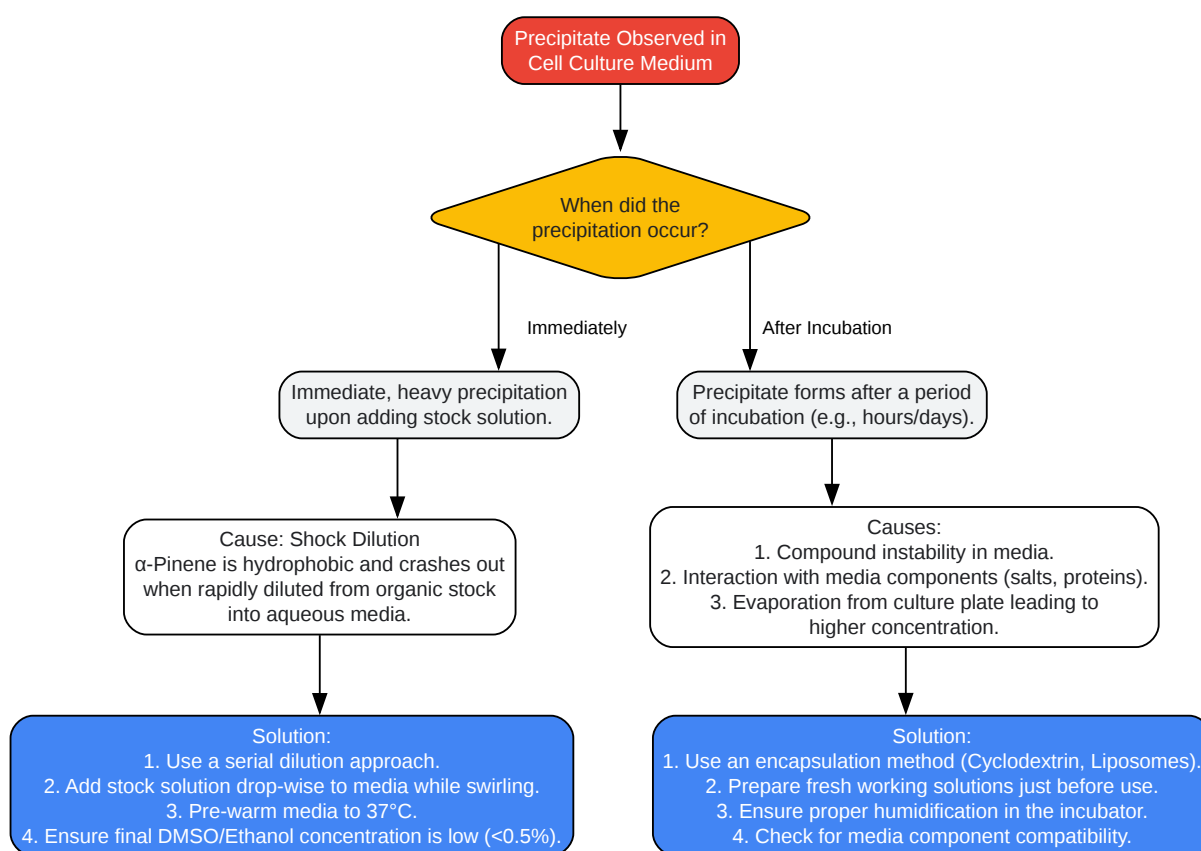 Precipitate Observed in
Cell Culture Medium
When did the
precipitation occur?
Immediately
After Incubation
Immediate, heavy precipitation
upon adding stock solution.
Precipitate forms after a period
of incubation (e.g., hours/days).
Cause: Shock Dilution
α-Pinene is hydrophobic and crashes out
when rapidly diluted from organic stock
into aqueous media.
Causes:
1. Compound instability in media.
2. Interaction with media components (salts, proteins).
3. Evaporation from culture plate leading to
higher concentration.
Solution:
1. Use a serial dilution approach.
2. Add stock solution drop-wise to media while swirling.
3. Pre-warm media to 37°C.
4. Ensure final DMSO/Ethanol concentration is low (<0.5%).
Solution:
1. Use an encapsulation method (Cyclodextrin, Liposomes).
2. Prepare fresh working solutions just before use.
3. Ensure proper humidification in the incubator.
4. Check for media component compatibility.